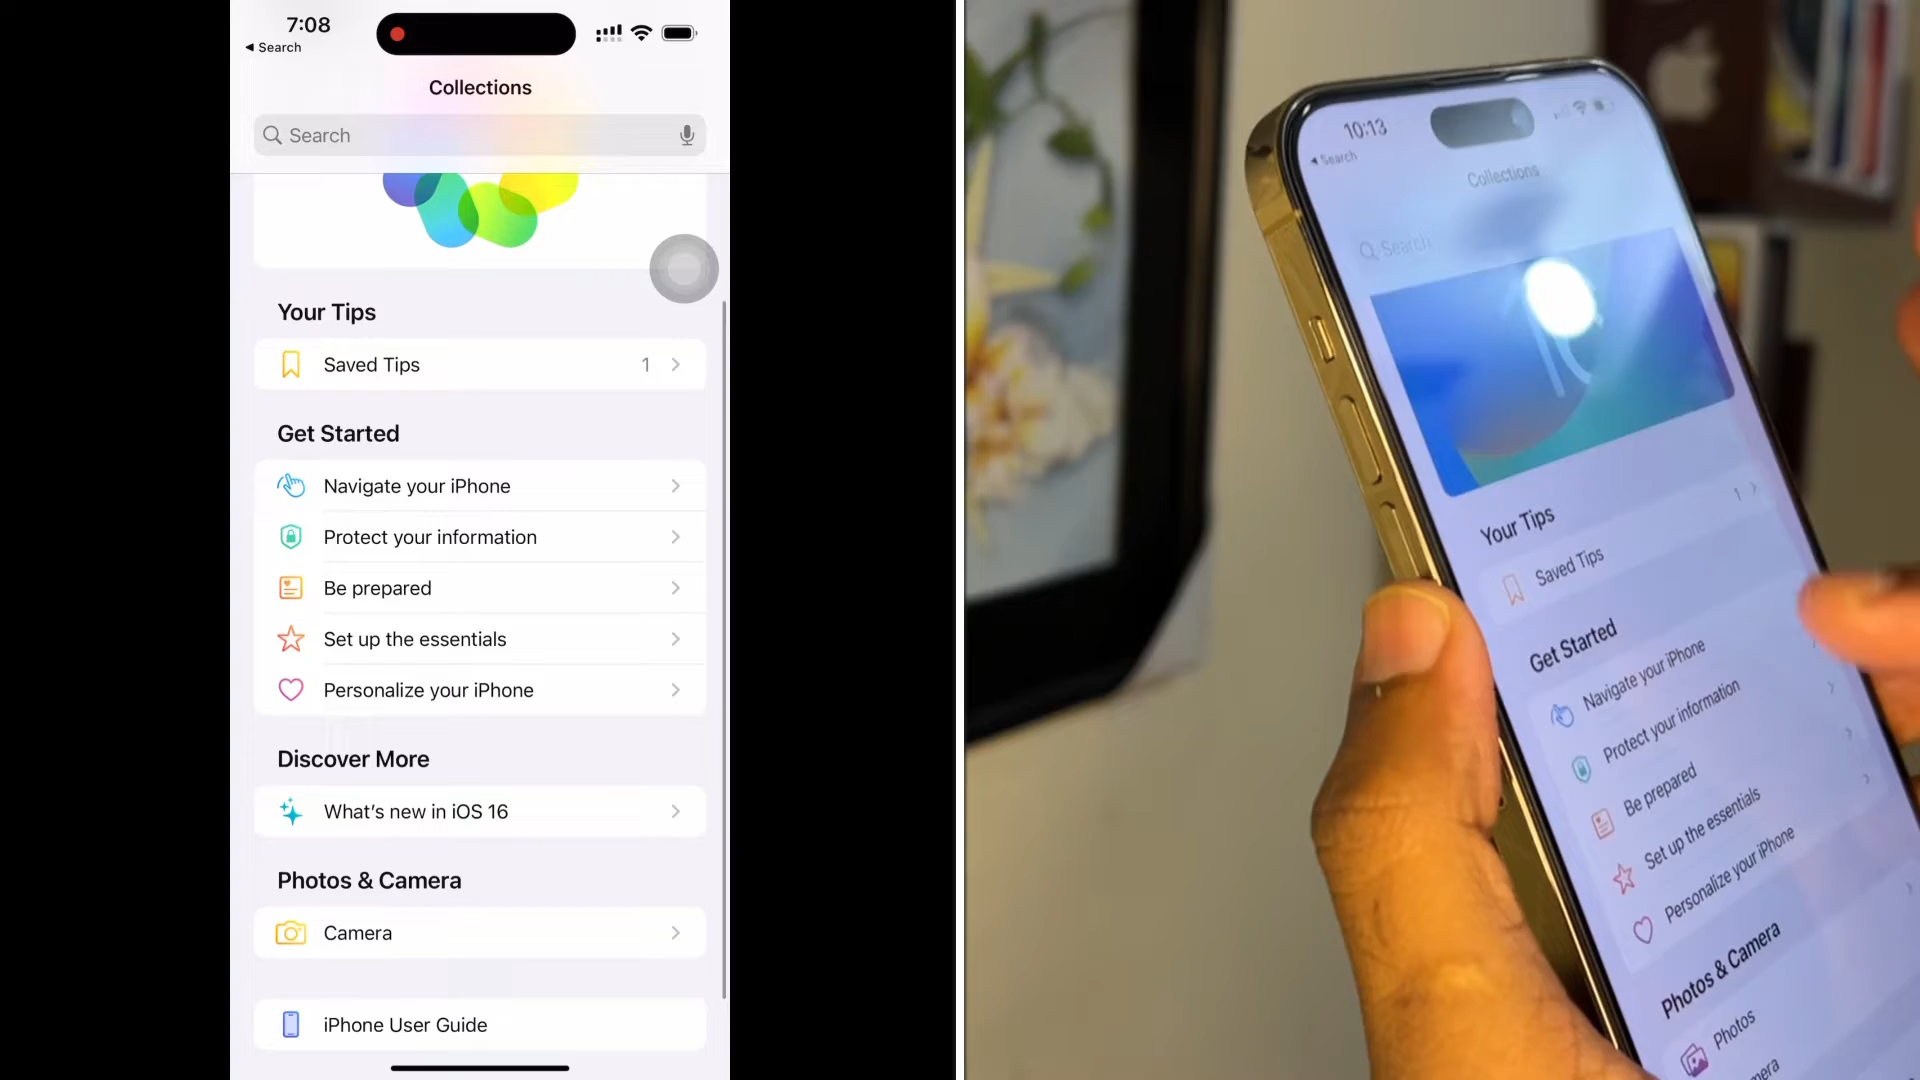 7:08
Search
Collections
Search
Your Tips
Saved Tips 1
Get Started
Navigate your iPhone
Protect your information
Be prepared
Set up the essentials
Personalize your iPhone
Discover More
What's new in iOS 16
Photos & Camera
Camera
iPhone User Guide
10:13
Search
Collections
Search
Your Tips
Saved Tips 1
Get Started
Navigate your iPhone
Protect your information
Be prepared
Set up the essentials
Personalize your iPhone
Photos & Camera
Photos